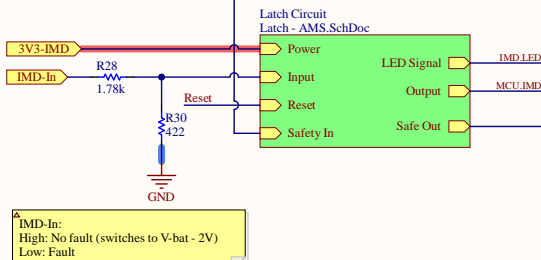 Latch Circuit
Latch - AMS.SchDoc
3V3-IMD
Power
LED Signal
IMD.LED
IMD-In
R28
1.78k
Input
Output
MCU.IMD
Reset
Reset
R30
422
Safety In
Safe Out
GND
IMD-In:
High: No fault (switches to V-bat - 2V)
Low: Fault